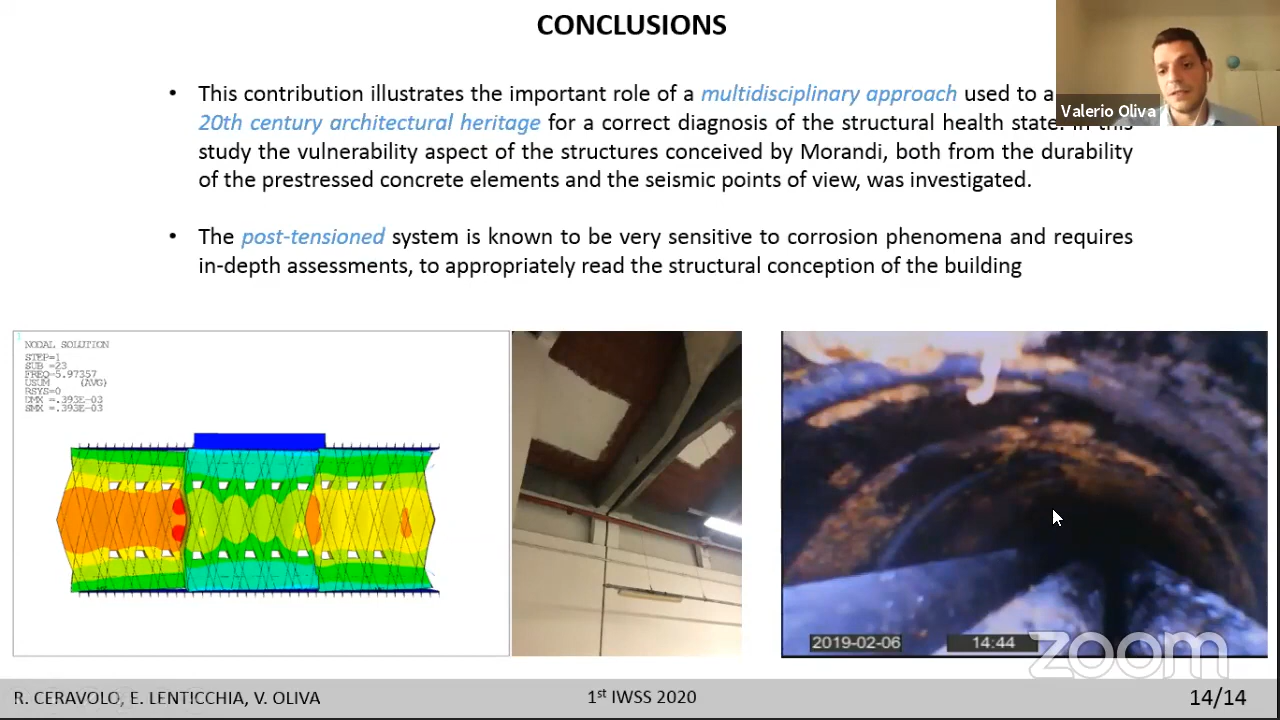 CONCLUSIONS
• This contribution illustrates the important role of a multidisciplinary approach used to a
Valerio Oliva
20th century architectural heritage for a correct diagnosis of the structural health state. In this
study the vulnerability aspect of the structures conceived by Morandi, both from the durability
of the prestressed concrete elements and the seismic points of view, was investigated.
• The post-tensioned system is known to be very sensitive to corrosion phenomena and requires
in-depth assessments, to appropriately read the structural conception of the building
1
NODAL SOLUTION
STEP=1
SUB =23
FREQ=5.97357
USUM (AVG)
RSYS=0
DMX =.393E-03
SMX =.393E-03
2019-02-06 14:44
zoom
R. CERAVOLO, E. LENTICCHIA, V. OLIVA 1st IWSS 2020 14/14